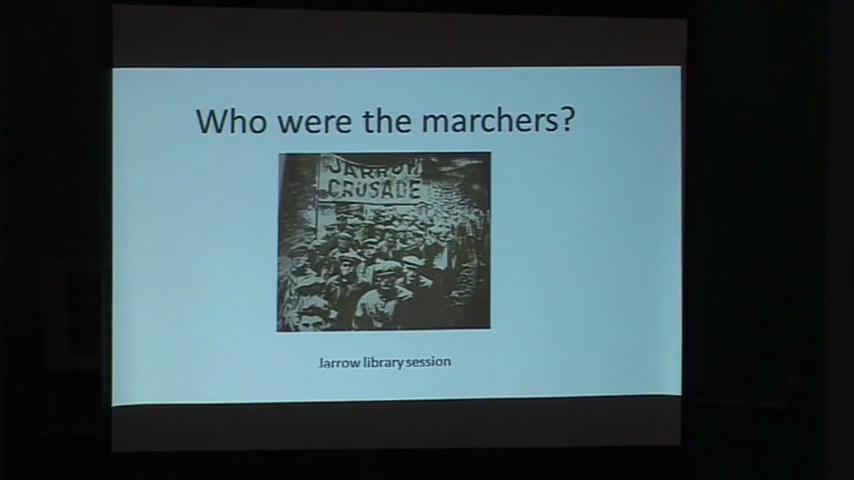 Who were the marchers?
JARROW
CRUSADE
Jarrow library session